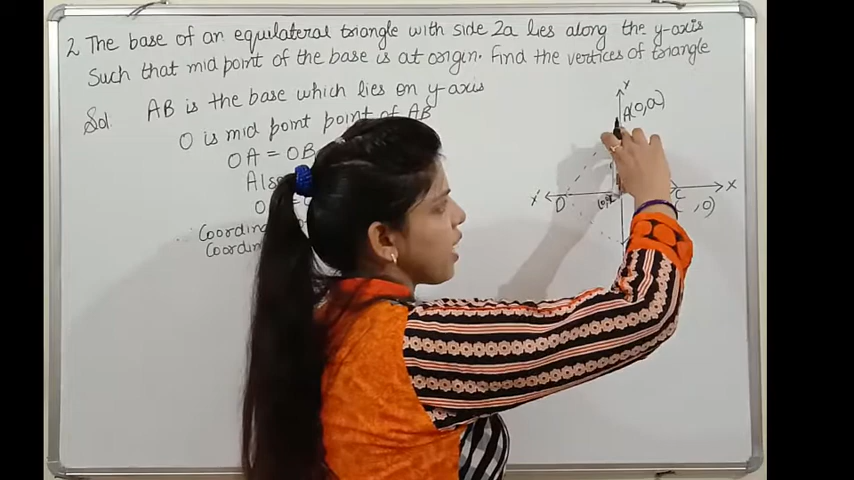 2 The base of an equilateral triangle with side 2a lies along the y-axis
Such that mid point of the base is at origin. Find the vertices of triangle
Sol. AB is the base which lies on y-axis
O is mid point point of AB
OA = OB
Also
Coordin
Coordin
Y
A(0,a)
X' X
C
( ,0)